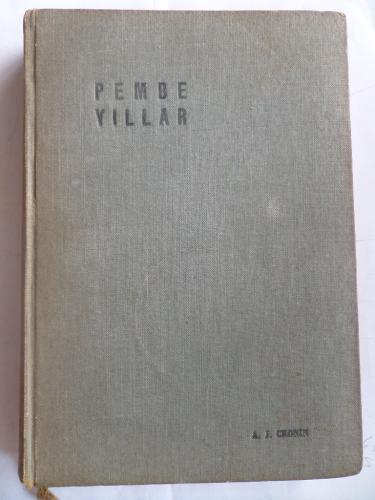 PEMBE
YILLAR
A. J. CRONIN